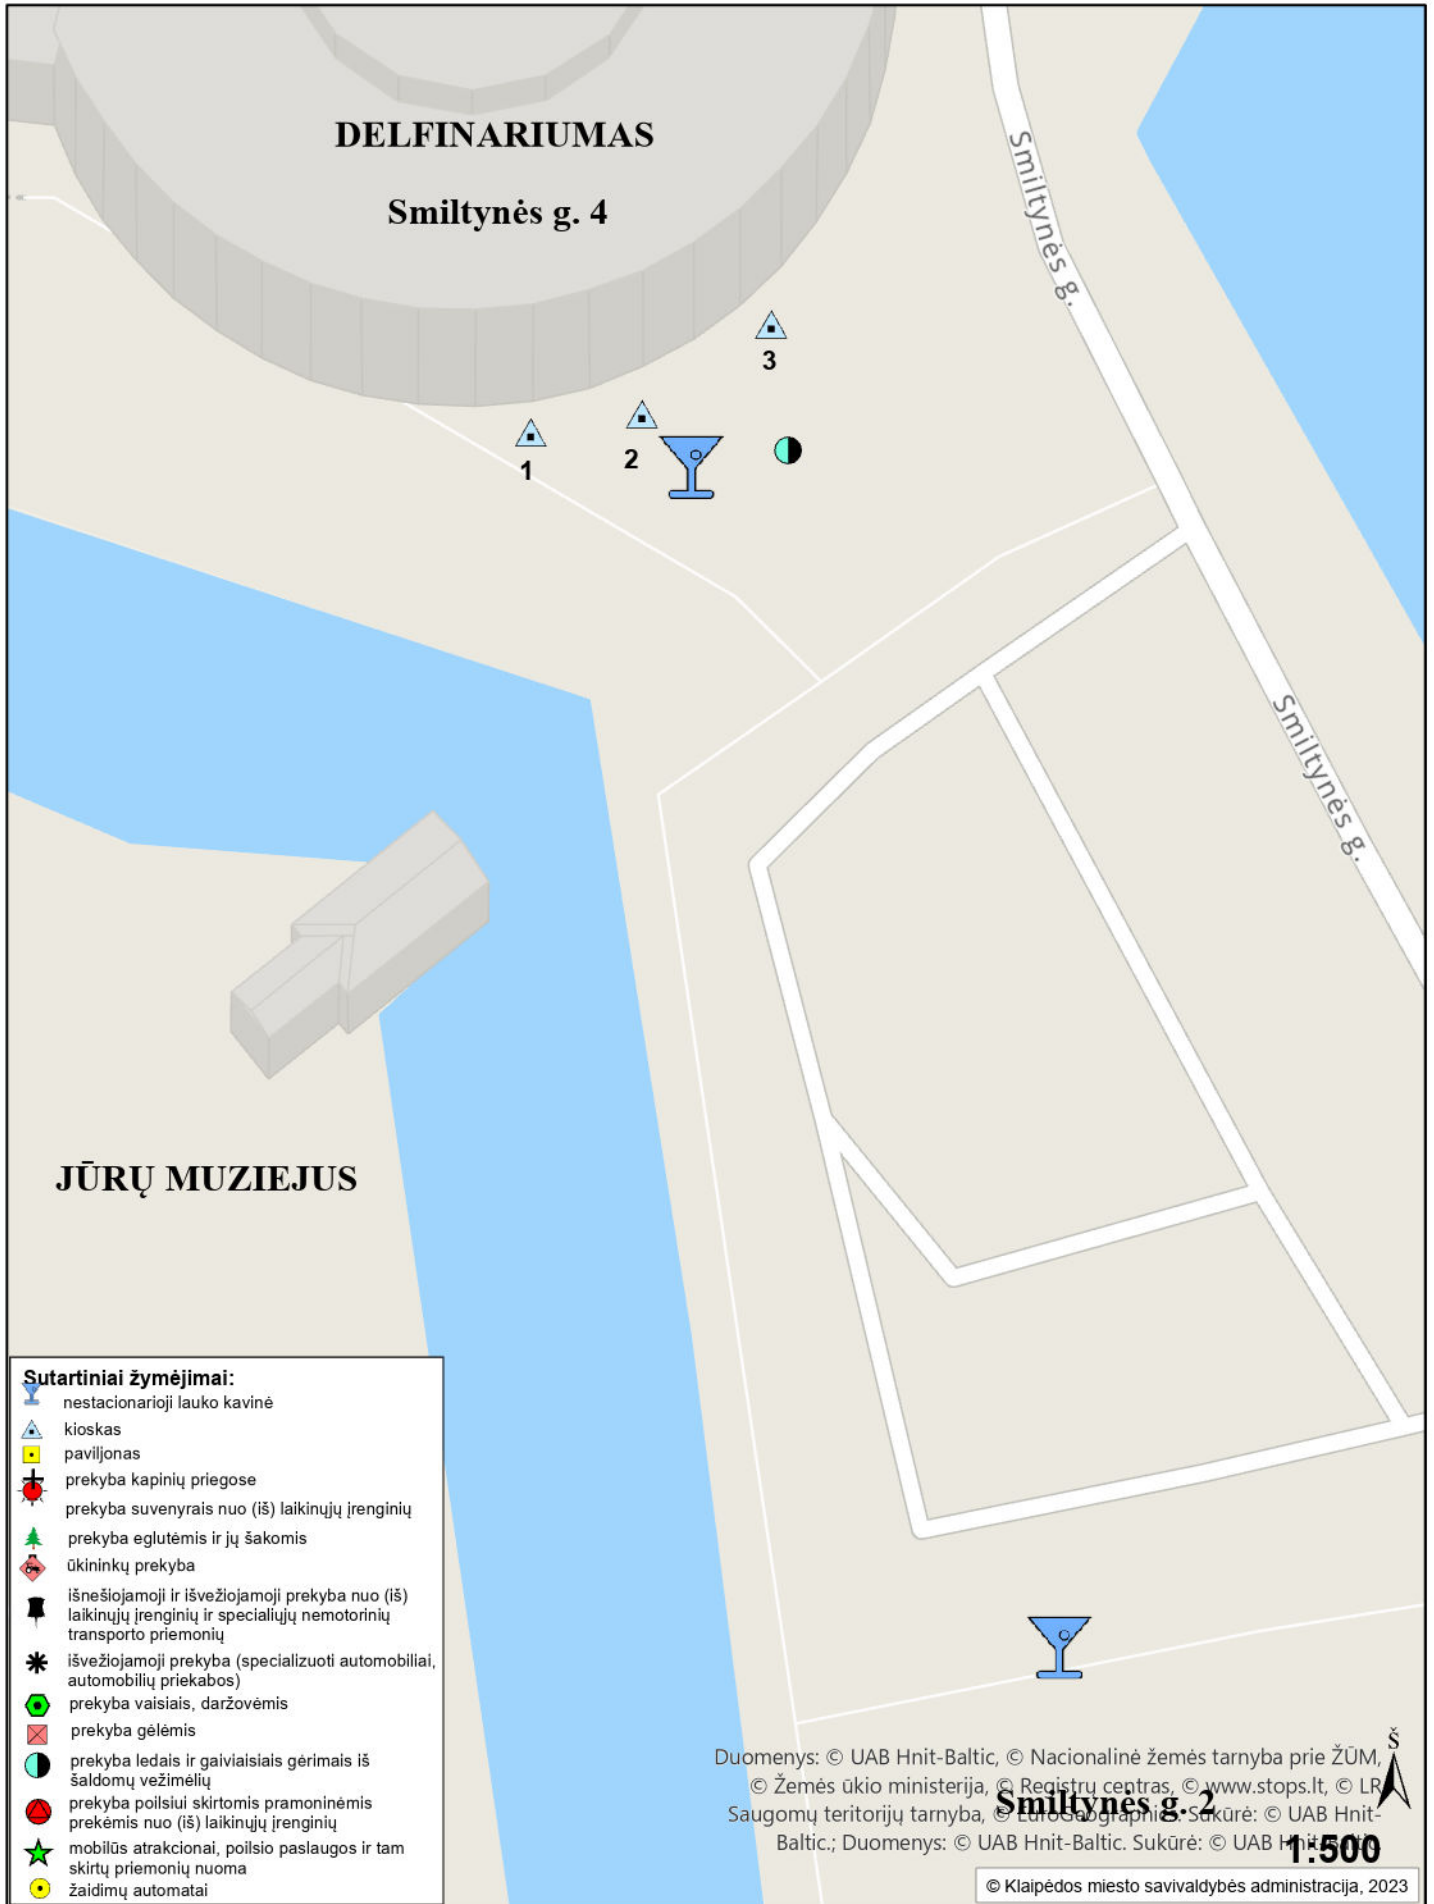 DELFINARIUMAS
Smiltynės g. 4
Smiltynės g.
3
2
1
Smiltynės g.
JŪRŲ MUZIEJUS
Sutartiniai žymėjimai:
nestacionarioji lauko kavinė
kioskas
paviljonas
prekyba kapinių priegose
prekyba suvenyrais nuo (iš) laikinųjų įrenginių
prekyba eglutėmis ir jų šakomis
ūkininkų prekyba
išnešiojamoji ir išvežiojamoji prekyba nuo (iš)
laikinųjų įrenginių ir specialiųjų nemotorinių
transporto priemonių
išvežiojamoji prekyba (specializuoti automobiliai,
automobilių priekabos)
prekyba vaisiais, daržovėmis
prekyba gėlėmis
prekyba ledais ir gaiviaisiais gėrimais iš
šaldomų vežimėlių
prekyba poilsiui skirtomis pramoninėmis
prekėmis nuo (iš) laikinųjų įrenginių
mobilūs atrakcionai, poilsio paslaugos ir tam
skirtų priemonių nuoma
žaidimų automatai
Š
Duomenys: © UAB Hnit-Baltic, © Nacionalinė žemės tarnyba prie ŽŪM,
© Žemės ūkio ministerija, © Registrų centras, © www.stops.lt, © LR
Smiltynės g. 2
Saugomų teritorijų tarnyba, © EuroGeographics. Sukūrė: © UAB Hnit-
Baltic.; Duomenys: © UAB Hnit-Baltic. Sukūrė: © UAB Hnit-Baltic
1:500
© Klaipėdos miesto savivaldybės administracija, 2023